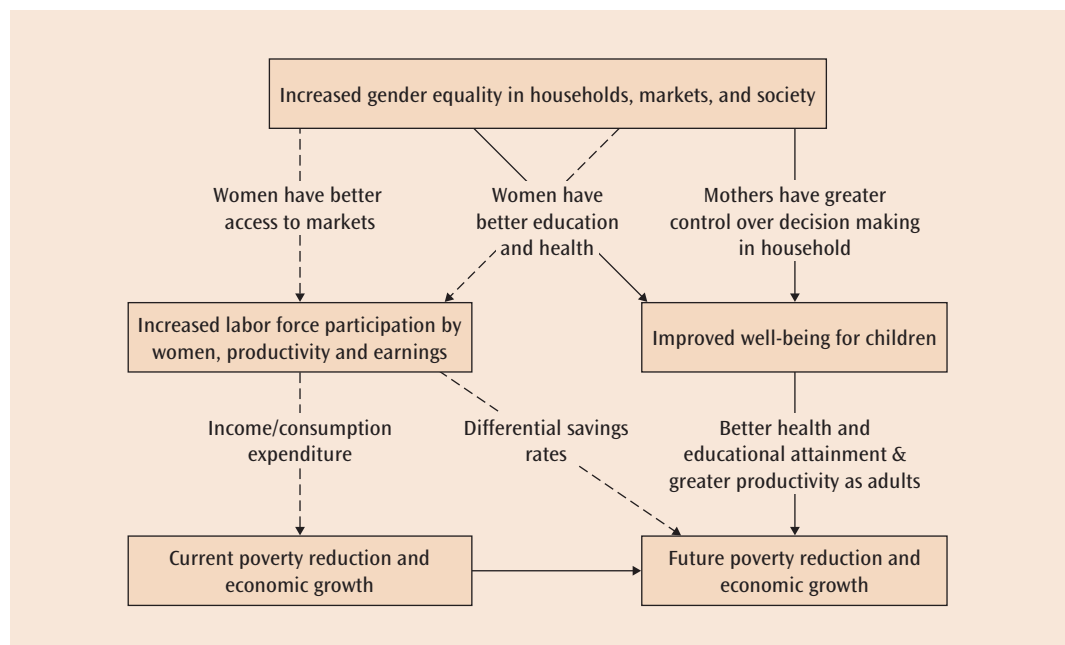 Increased gender equality in households, markets, and society
Women have better
access to markets
Women have
better education
and health
Mothers have greater
control over decision making
in household
Increased labor force participation by
women, productivity and earnings
Improved well-being for children
Income/consumption
expenditure
Differential savings
rates
Better health and
educational attainment &
greater productivity as adults
Current poverty reduction and
economic growth
Future poverty reduction and
economic growth